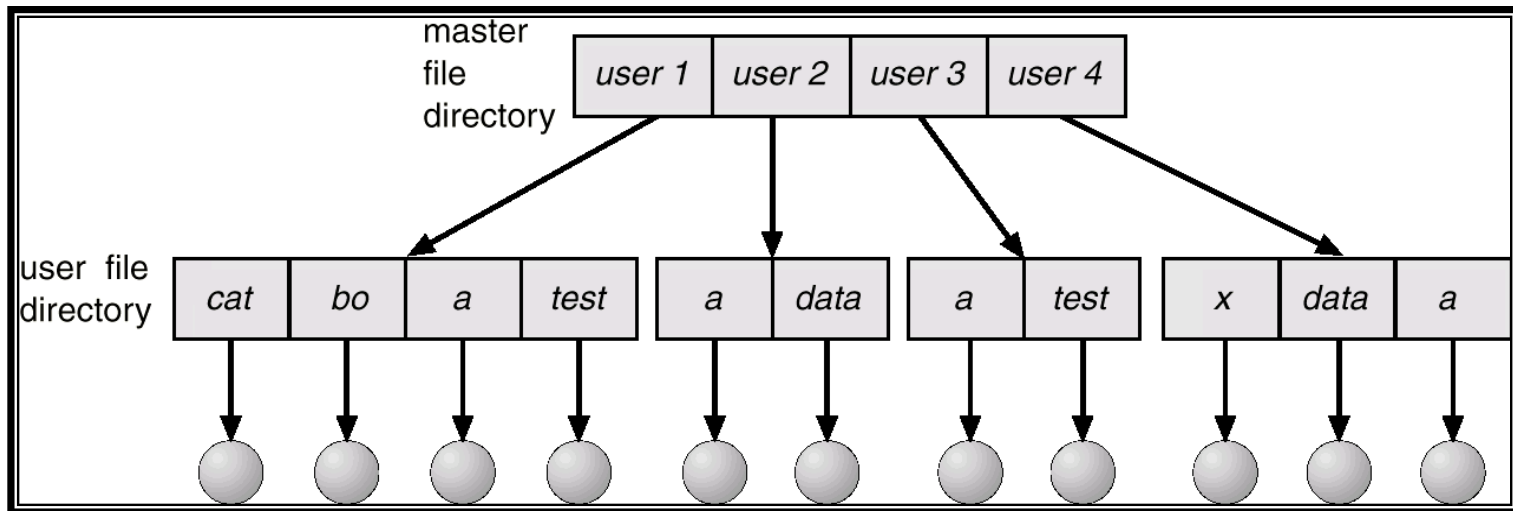 master
file
directory
user 1 user 2 user 3 user 4
user file
directory
cat bo a test a data a test x data a